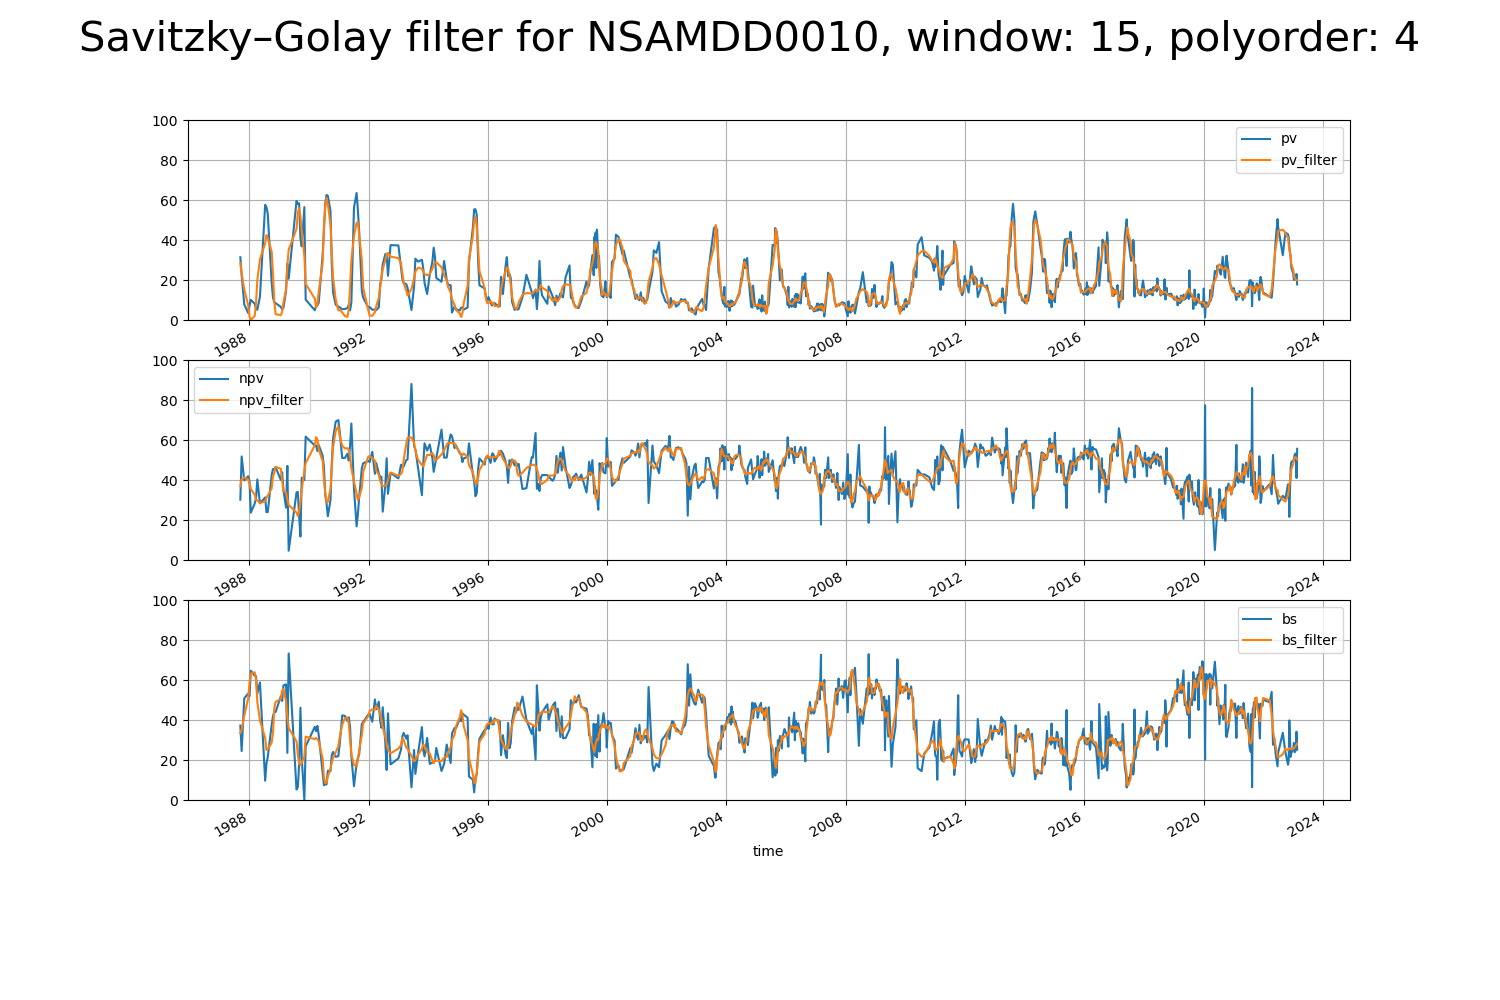 Savitzky–Golay filter for NSAMDD0010, window: 15, polyorder: 4
100
80
60
40
20
0
pv
pv_filter
1988 1992 1996 2000 2004 2008 2012 2016 2020 2024
100
80
60
40
20
0
npv
npv_filter
1988 1992 1996 2000 2004 2008 2012 2016 2020 2024
100
80
60
40
20
0
bs
bs_filter
1988 1992 1996 2000 2004 2008 2012 2016 2020 2024
time